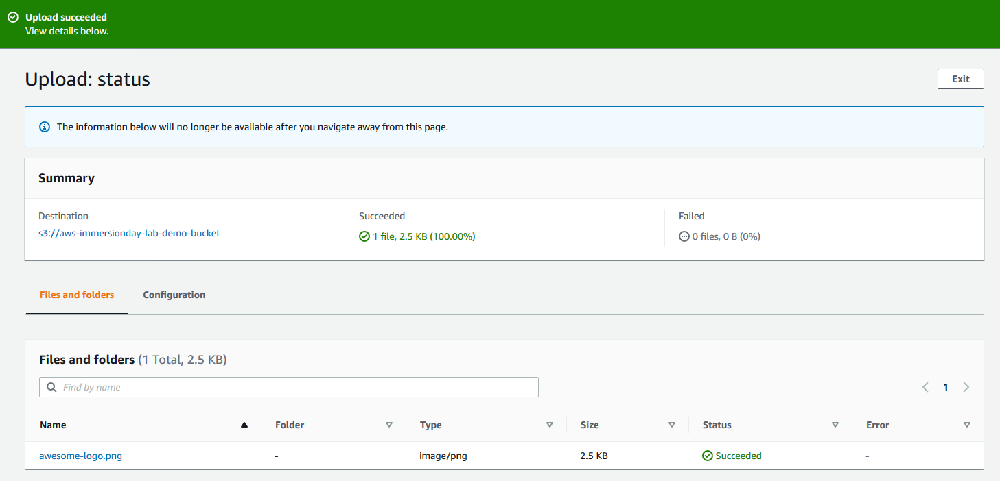 Upload succeeded
View details below.
Upload: status
Exit
The information below will no longer be available after you navigate away from this page.
Summary
Destination
s3://aws-immersionday-lab-demo-bucket
Succeeded
1 file, 2.5 KB (100.00%)
Failed
0 files, 0 B (0%)
Files and folders
Configuration
Files and folders (1 Total, 2.5 KB)
Find by name
1
Name Folder Type Size Status Error
awesome-logo.png - image/png 2.5 KB Succeeded -